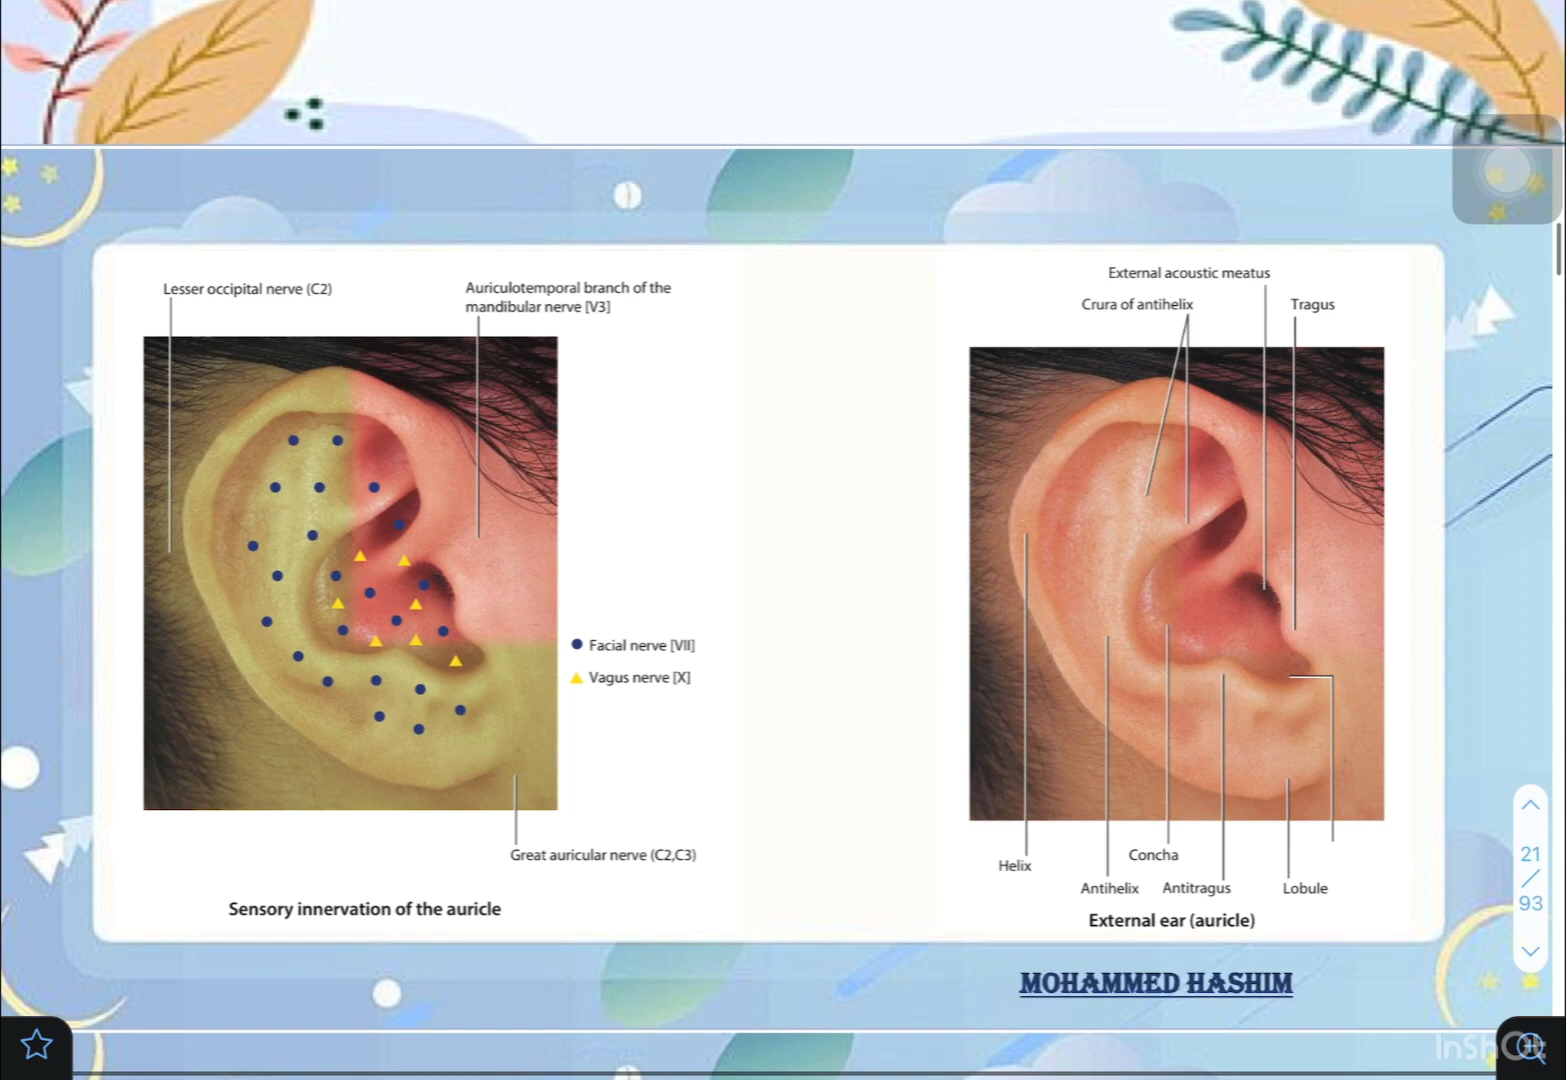 Lesser occipital nerve (C2)
Auriculotemporal branch of the
mandibular nerve [V3]
Facial nerve [VII]
Vagus nerve [X]
Great auricular nerve (C2,C3)
Sensory innervation of the auricle
External acoustic meatus
Crura of antihelix
Tragus
Helix
Concha
Antihelix
Antitragus
Lobule
External ear (auricle)
MOHAMMED HASHIM
21
/
93
InShOt